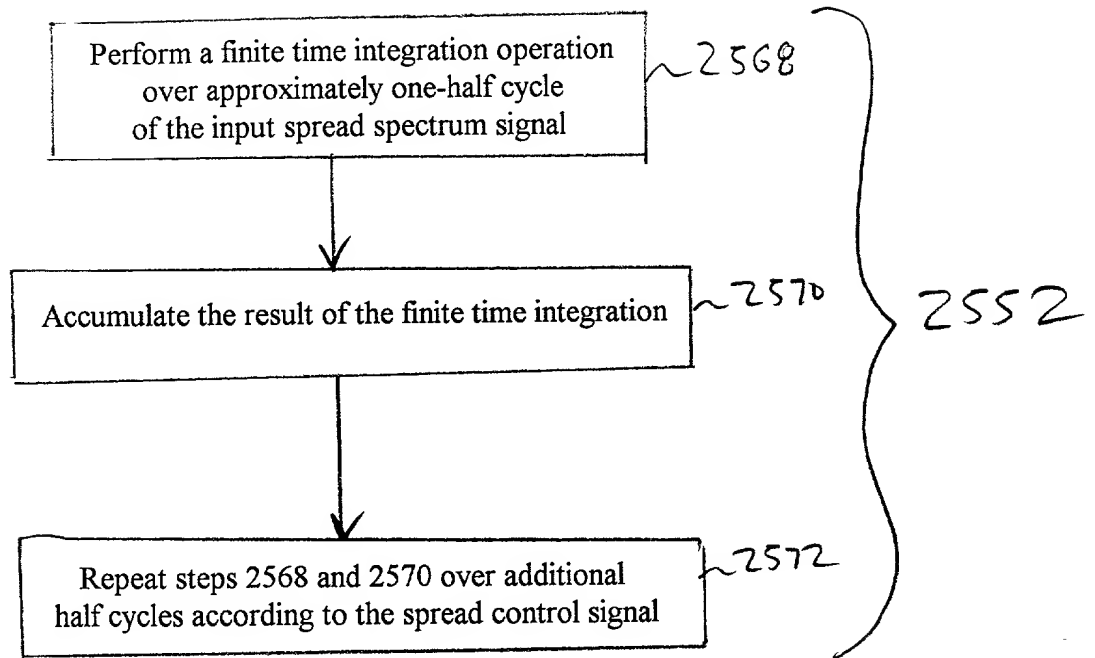 Perform a finite time integration operation
over approximately one-half cycle
of the input spread spectrum signal
2568
Accumulate the result of the finite time integration
2570
2552
Repeat steps 2568 and 2570 over additional
half cycles according to the spread control signal
2572